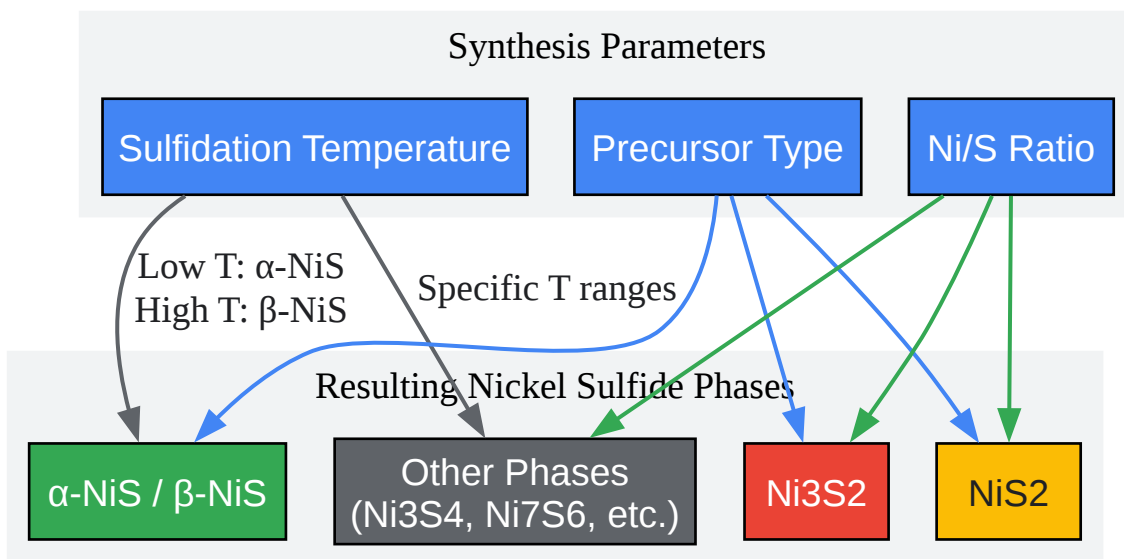 Synthesis Parameters
Sulfidation Temperature
Precursor Type
Ni/S Ratio
Low T: α-NiS
High T: β-NiS
Specific T ranges
Resulting Nickel Sulfide Phases
α-NiS / β-NiS
Other Phases
(Ni3S4, Ni7S6, etc.)
Ni3S2
NiS2